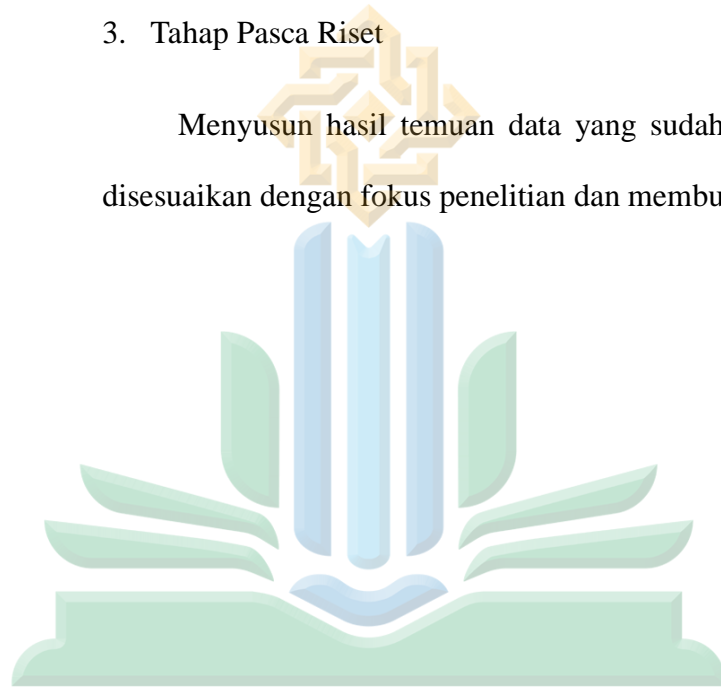 3. Tahap Pasca Riset
Menyusun hasil temuan data yang sudah
disesuaikan dengan fokus penelitian dan membu